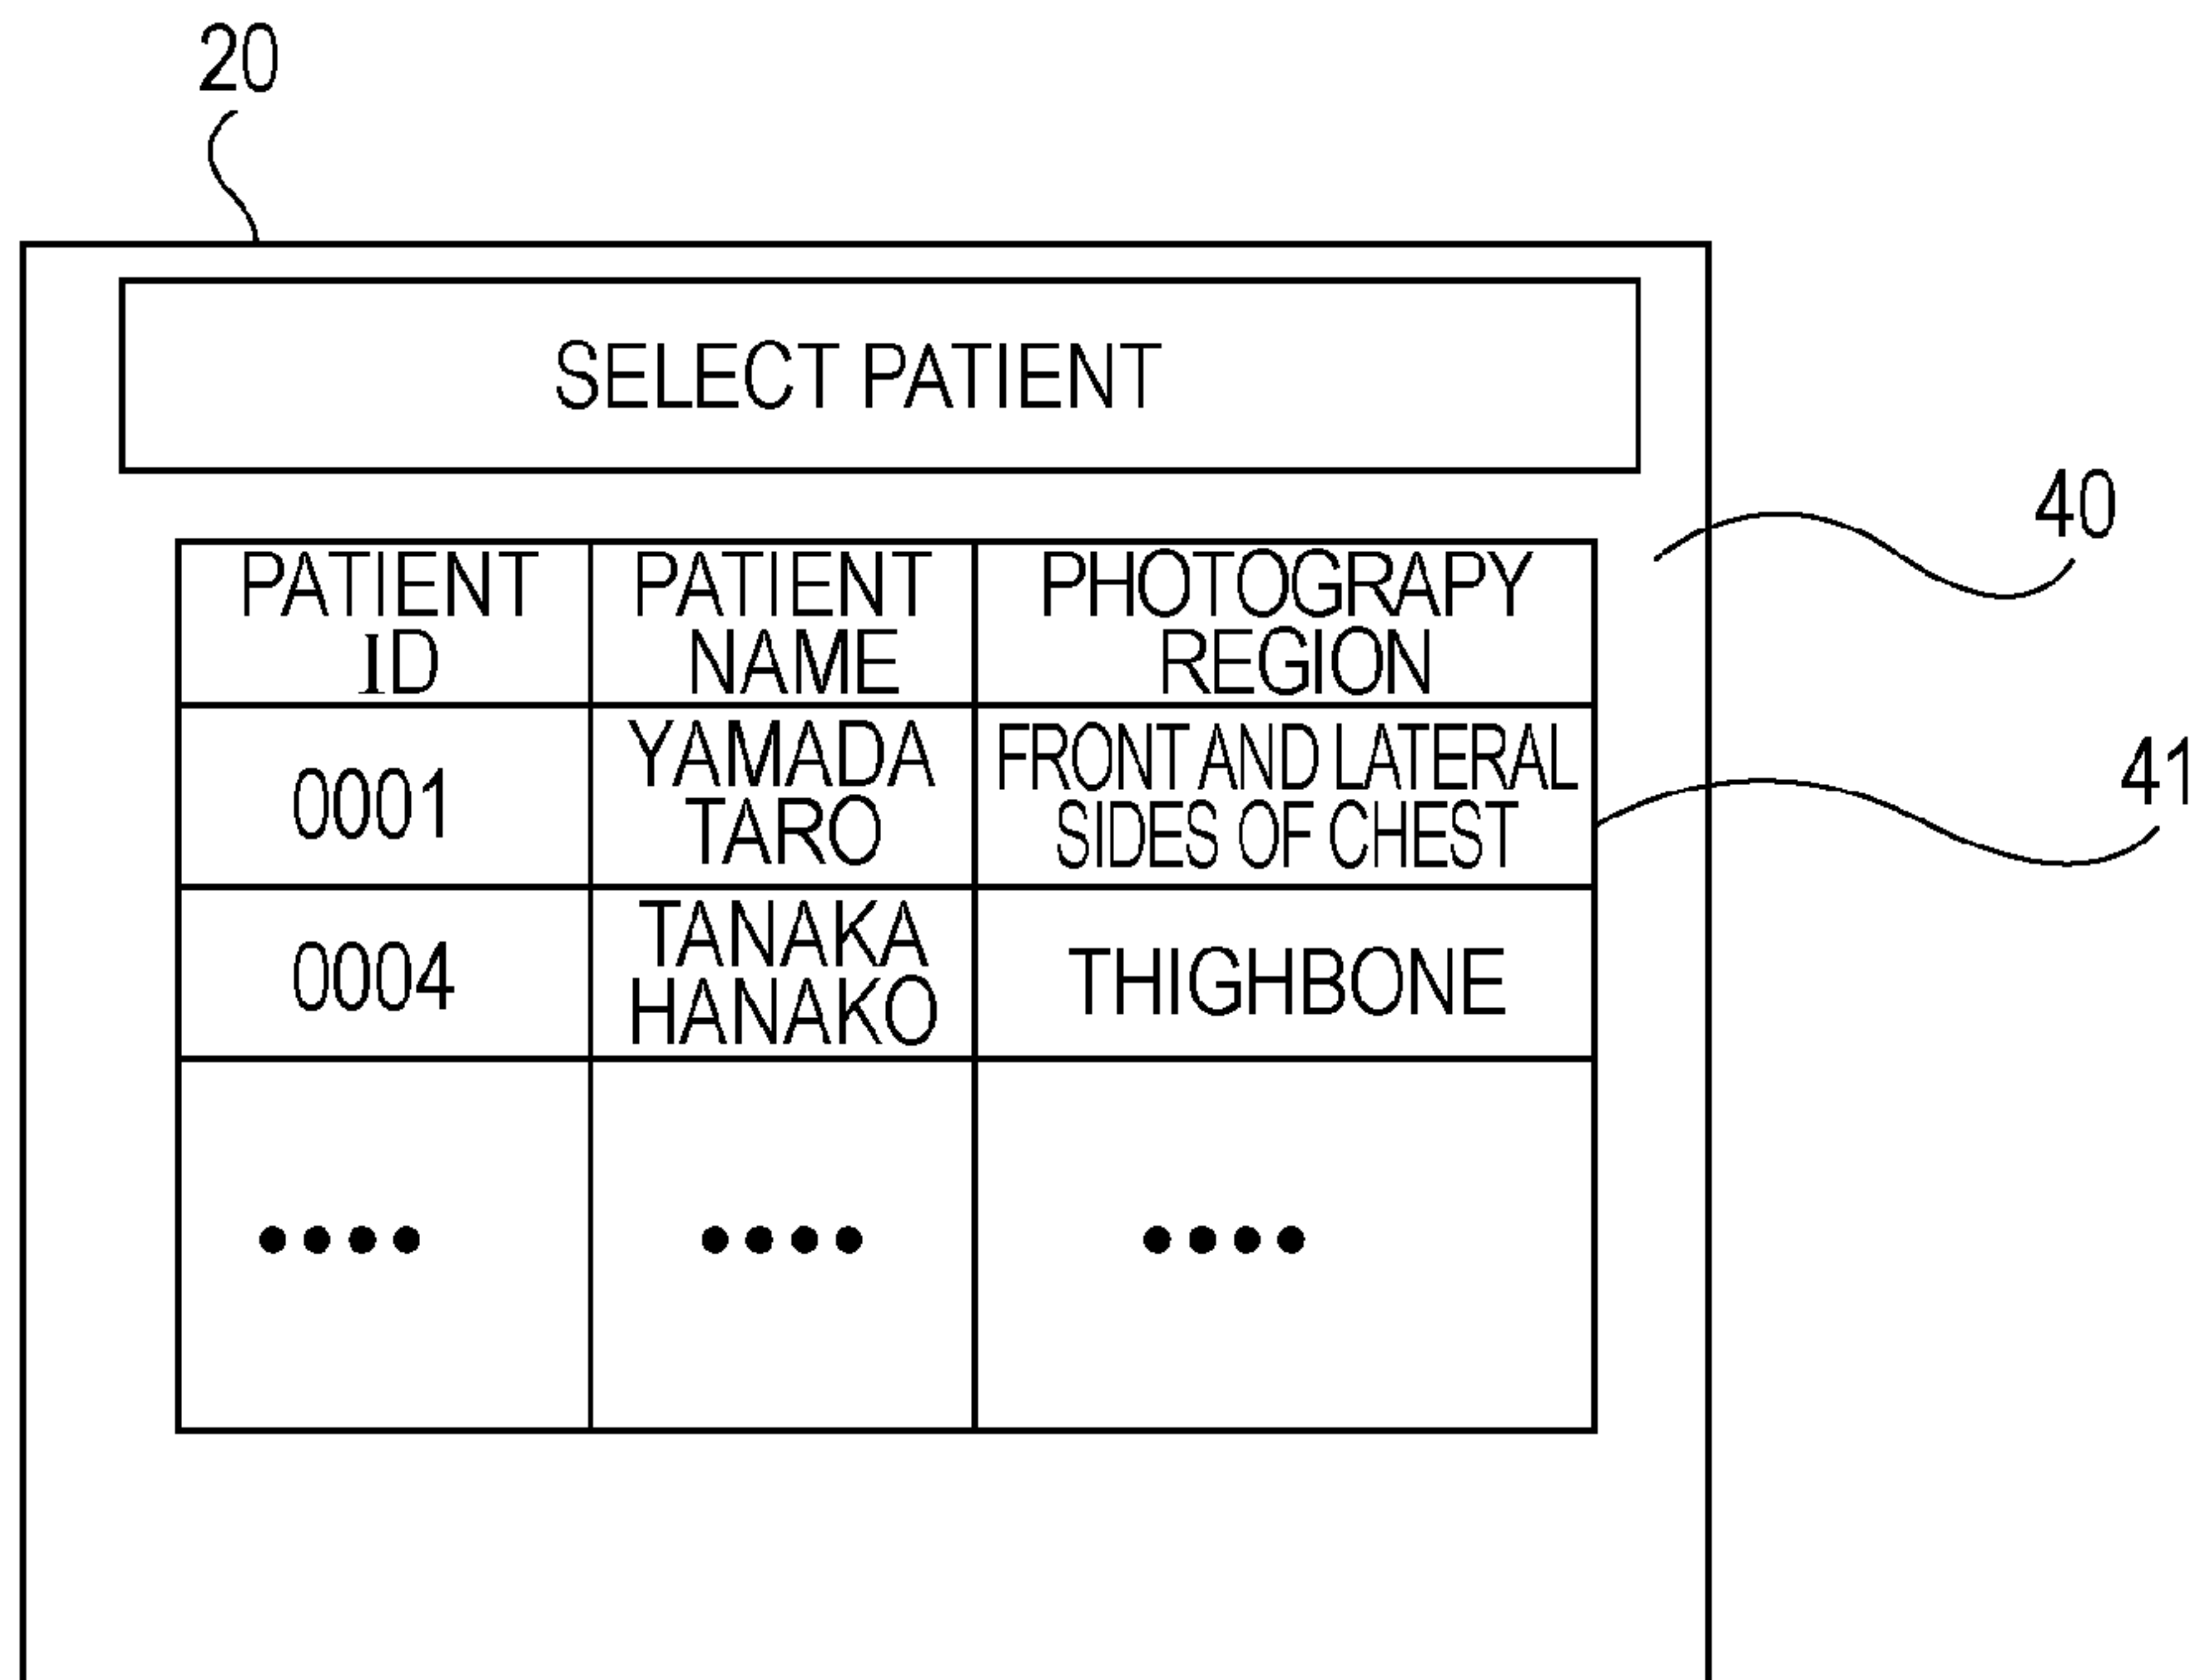 20
SELECT PATIENT
40
PATIENT ID PATIENT NAME PHOTOGRAPY REGION
0001 YAMADA TARO FRONT AND LATERAL SIDES OF CHEST
41
0004 TANAKA HANAKO THIGHBONE
•••• •••• ••••